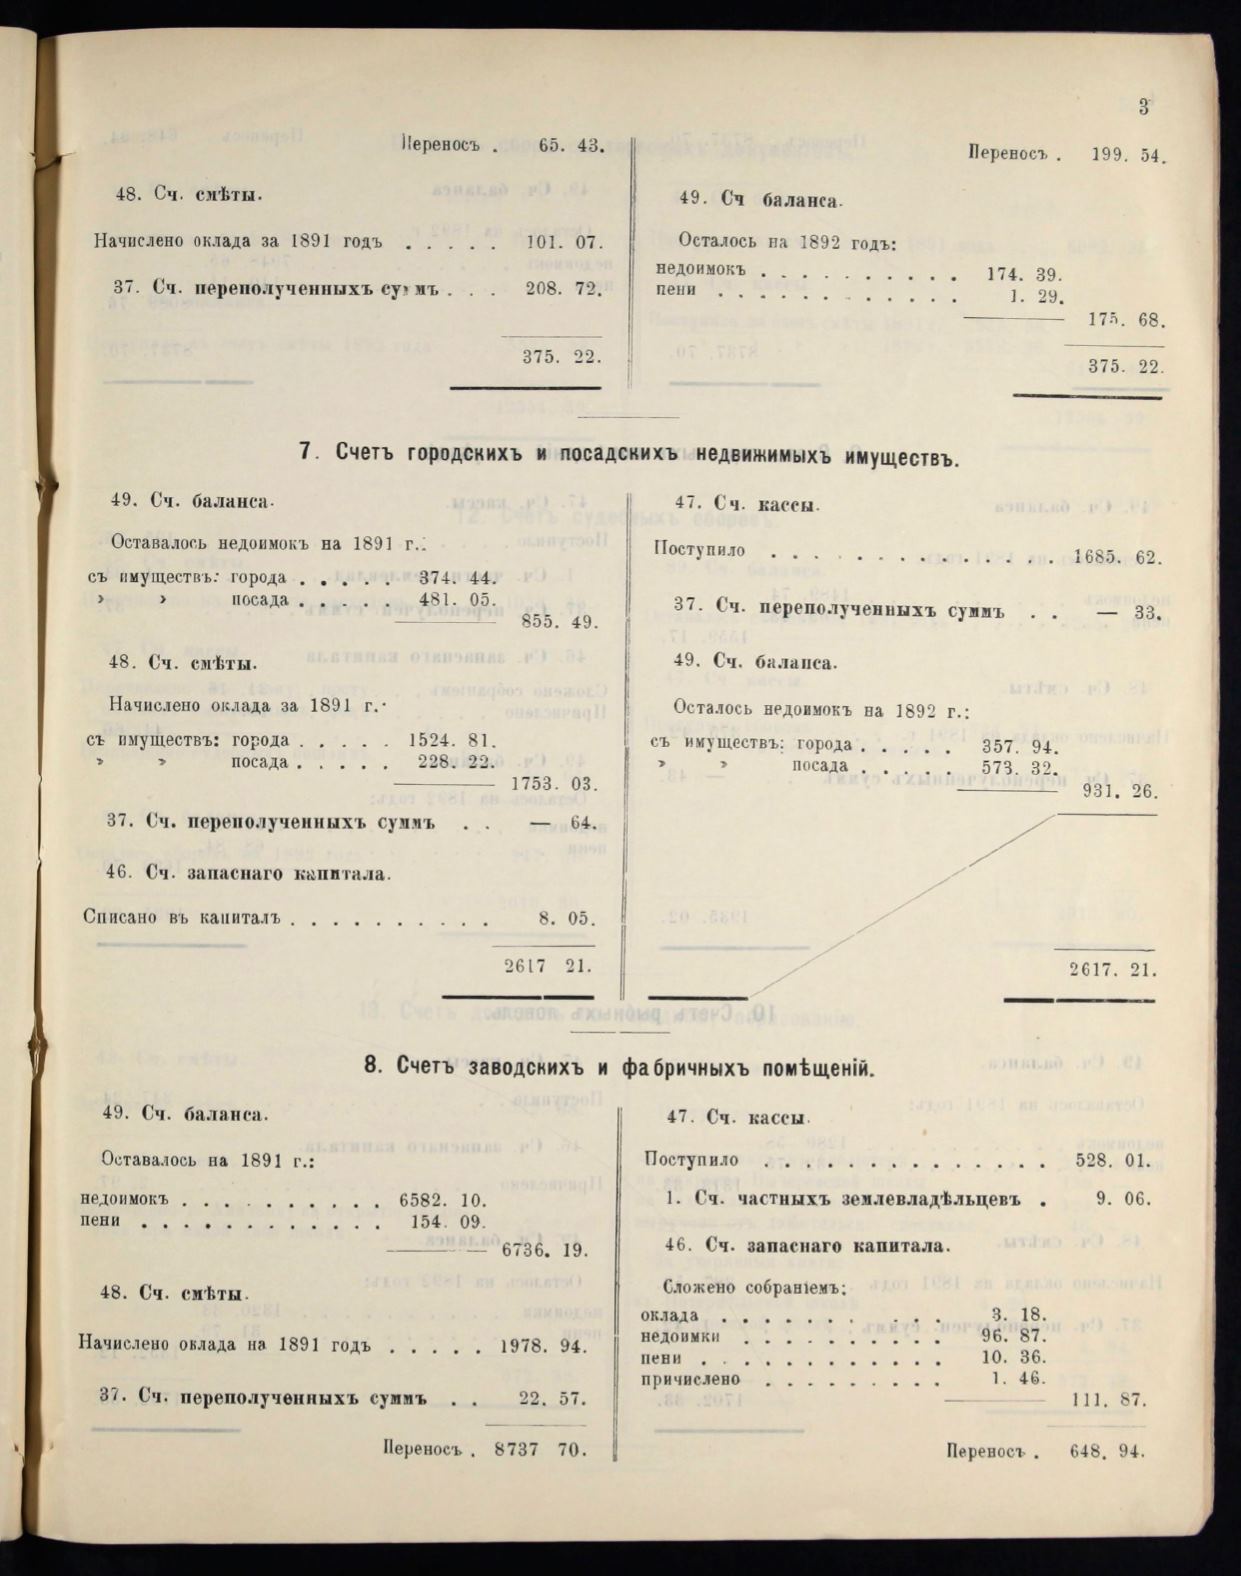 3
Переносъ . 65. 43.
48. Сч. смѣты.
Начислено оклада за 1891 годъ . . . . . 101. 07.
37. Сч. переполученныхъ суммъ . . . 208. 72.
375. 22.
Переносъ . 199. 54.
49. Сч баланса.
Осталось на 1892 годъ:
недоимокъ . . . . . . . . . . 174. 39.
пени . . . . . . . . . . . . 1. 29.
175. 68.
375. 22.
7. Счетъ городскихъ и посадскихъ недвижимыхъ имуществъ.
49. Сч. баланса.
Оставалось недоимокъ на 1891 г.:
съ имуществъ: города . . . . . 374. 44.
» » посада . . . . . 481. 05.
855. 49.
48. Сч. смѣты.
Начислено оклада за 1891 г.
съ имуществъ: города . . . . . 1524. 81.
» » посада . . . . . 228. 22.
1753. 03.
37. Сч. переполученныхъ суммъ . . — 64.
46. Сч. запаснаго капитала.
Списано въ капиталъ . . . . . . . . . . 8. 05.
2617 21.
47. Сч. кассы.
Поступило . . . . . . . . . . . . . . 1685. 62.
37. Сч. переполученныхъ суммъ . . — 33.
49. Сч. баланса.
Осталось недоимокъ на 1892 г.:
съ имуществъ: города . . . . . 357. 94.
» » посада . . . . . 573. 32.
931. 26.
2617. 21.
8. Счетъ заводскихъ и фабричныхъ помѣщеній.
49. Сч. баланса.
Оставалось на 1891 г.:
недоимокъ . . . . . . . . . . 6582. 10.
пени . . . . . . . . . . . . 154. 09.
6736. 19.
48. Сч. смѣты.
Начислено оклада на 1891 годъ . . . . . 1978. 94.
37. Сч. переполученныхъ суммъ . . 22. 57.
Переносъ . 8737 70.
47. Сч. кассы.
Поступило . . . . . . . . . . . . . . 528. 01.
1. Сч. частныхъ землевладѣльцевъ . 9. 06.
46. Сч. запаснаго капитала.
Сложено собраніемъ:
оклада . . . . . . . . . . . 3. 18.
недоимки . . . . . . . . . . 96. 87.
пени . . . . . . . . . . . . 10. 36.
причислено . . . . . . . . . 1. 46.
111. 87.
Переносъ . 648. 94.